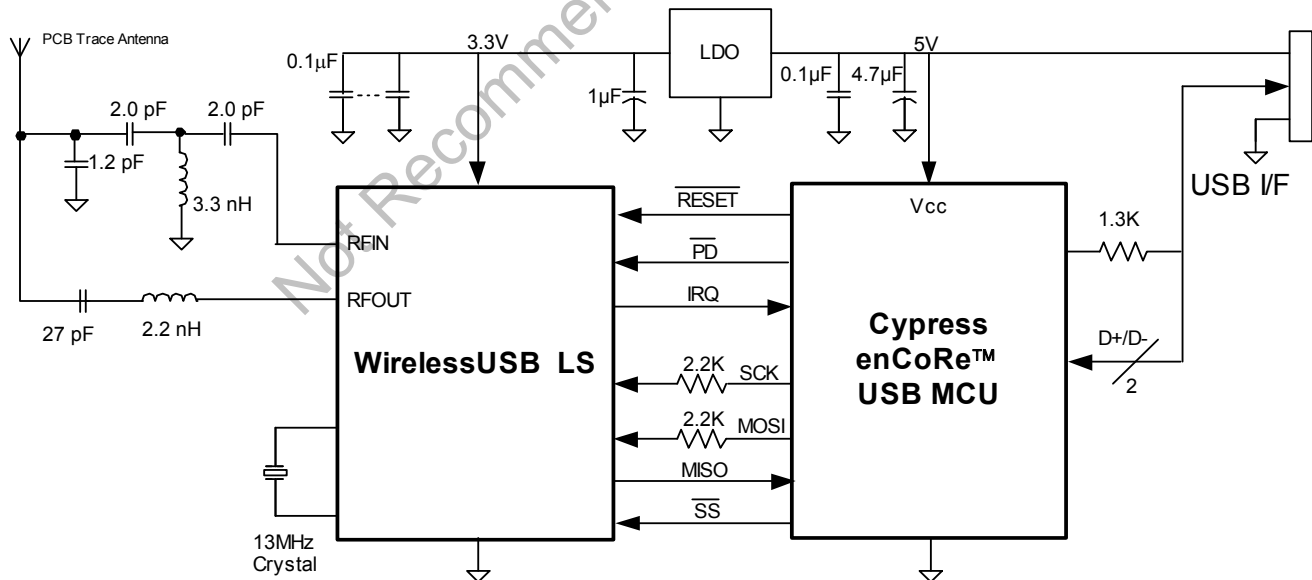 PCB Trace Antenna
2.0 pF
2.0 pF
1.2 pF
3.3 nH
27 pF
2.2 nH
0.1µF
3.3V
1µF
LDO
0.1µF
4.7µF
5V
USB I/F
Not Recommen
RFIN
RFOUT
WirelessUSB LS
13MHz
Crystal
RESET
PD
IRQ
2.2K
SCK
2.2K
MOSI
MISO
SS
Vcc
Cypress
enCoRe™
USB MCU
1.3K
D+/D-
2